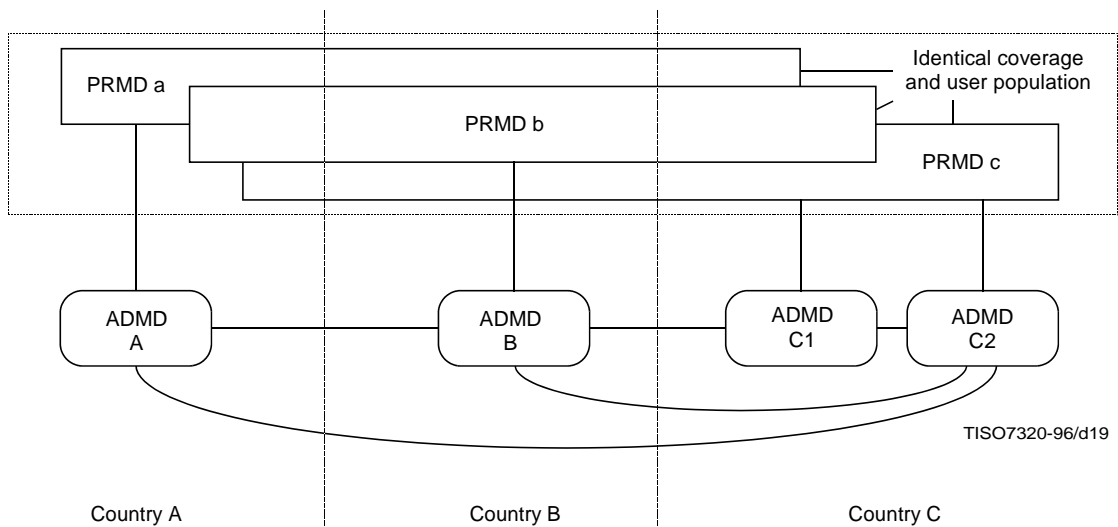 Identical coverage
and user population
PRMD a
PRMD b
PRMD c
ADMD
A
ADMD
B
ADMD
C1
ADMD
C2
TISO7320-96/d19
Country A
Country B
Country C